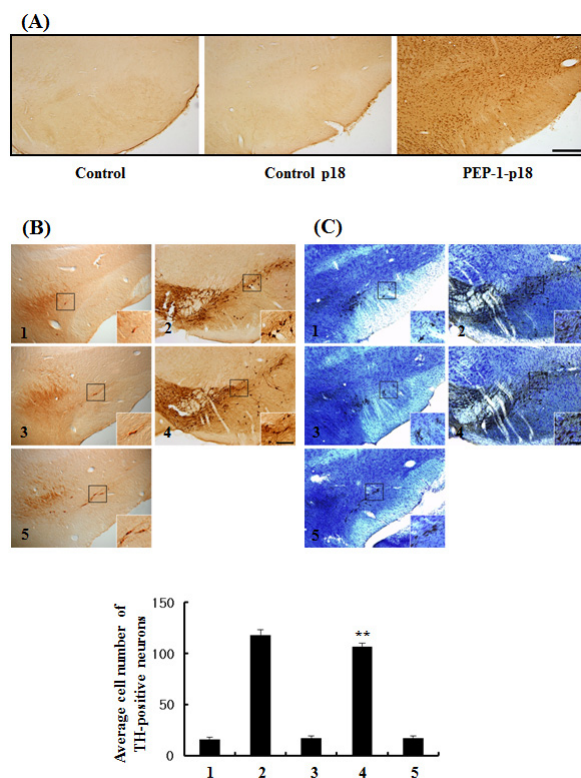 (A)
Control Control p18 PEP-1-p18
(B) (C)
1 2 1 2
3 4 3 4
5 5
Average cell number of
TH-positive neurons
150
100
50
0
**
1 2 3 4 5